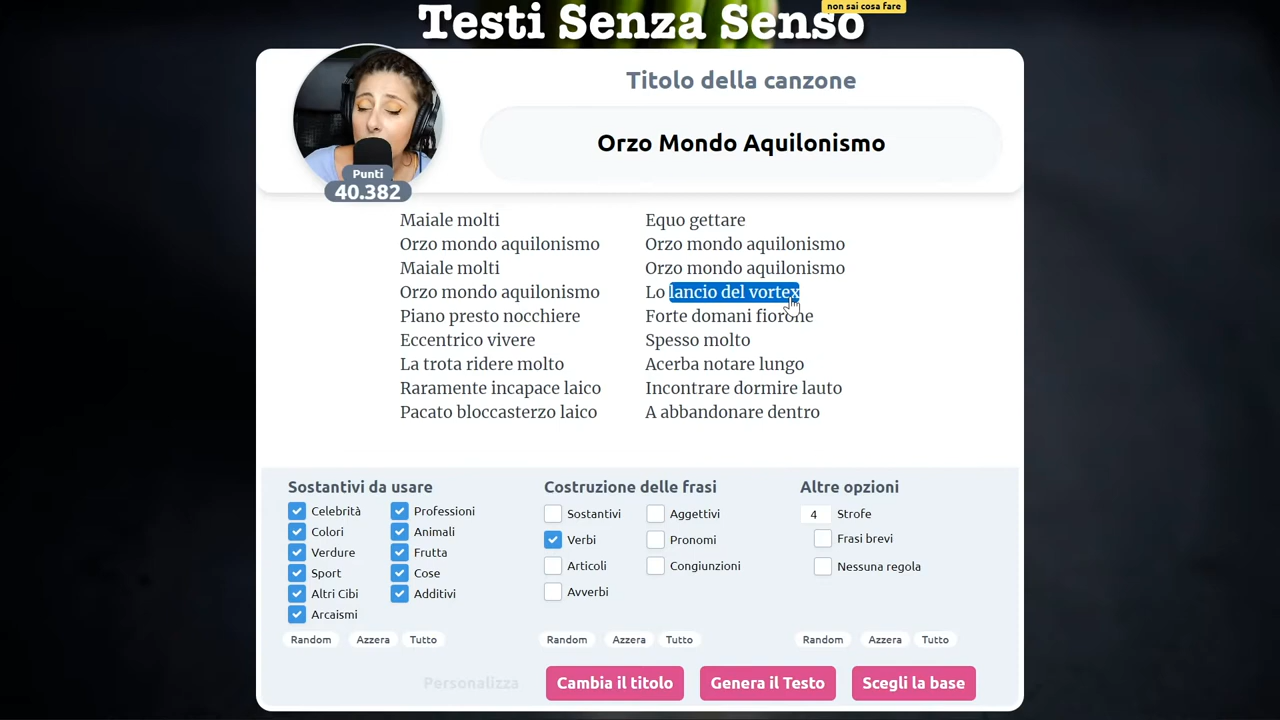 non sai cosa fare
Testi Senza Senso
Titolo della canzone
Orzo Mondo Aquilonismo
Punti
40.382
Maiale molti
Orzo mondo aquilonismo
Maiale molti
Orzo mondo aquilonismo
Piano presto nocchiere
Eccentrico vivere
La trota ridere molto
Raramente incapace laico
Pacato bloccasterzo laico
Equo gettare
Orzo mondo aquilonismo
Orzo mondo aquilonismo
Lo lancio del vortex
Forte domani fiorone
Spesso molto
Acerba notare lungo
Incontrare dormire lauto
A abbandonare dentro
Sostantivi da usare
Celebrità
Professioni
Colori
Animali
Verdure
Frutta
Sport
Cose
Altri Cibi
Additivi
Arcaismi
Random Azzera Tutto
Costruzione delle frasi
Sostantivi
Aggettivi
Verbi
Pronomi
Articoli
Congiunzioni
Avverbi
Random Azzera Tutto
Altre opzioni
4 Strofe
Frasi brevi
Nessuna regola
Random Azzera Tutto
Personalizza
Cambia il titolo
Genera il Testo
Scegli la base